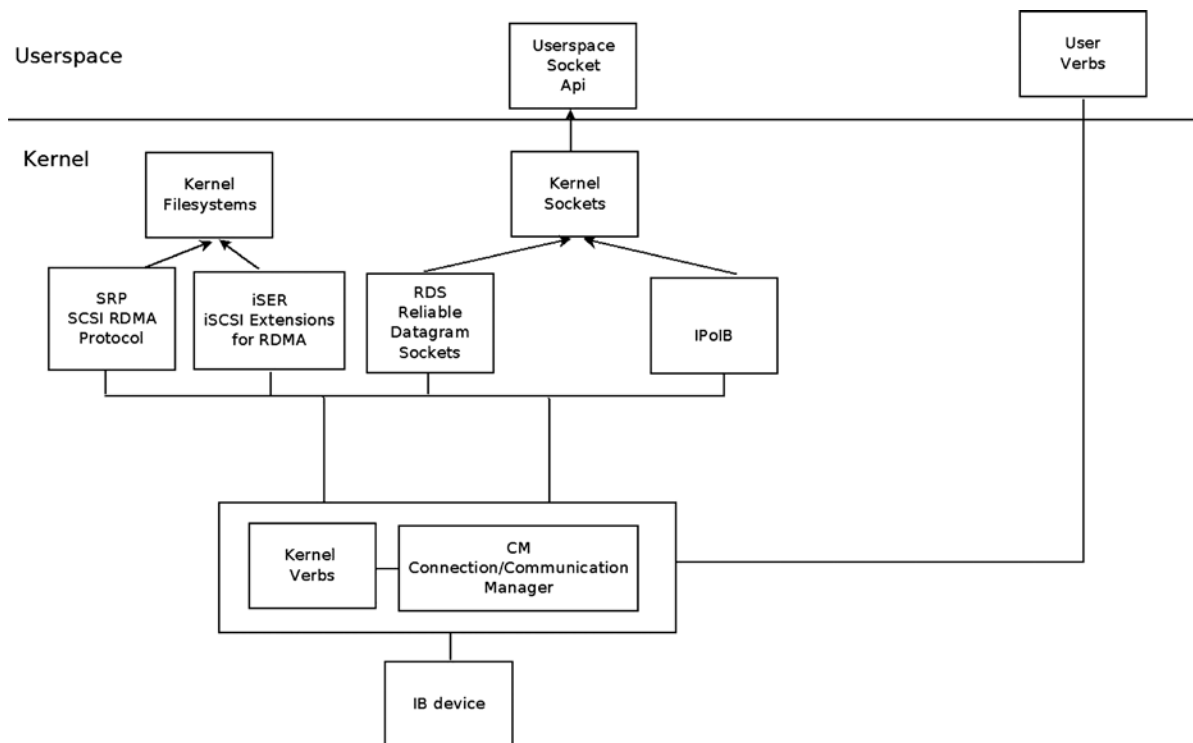 Userspace
Userspace
Socket
Api
User
Verbs
Kernel
Kernel
Filesystems
Kernel
Sockets
SRP
SCSI RDMA
Protocol
iSER
iSCSI Extensions
for RDMA
RDS
Reliable
Datagram
Sockets
IPoIB
Kernel
Verbs
CM
Connection/Communication
Manager
IB device